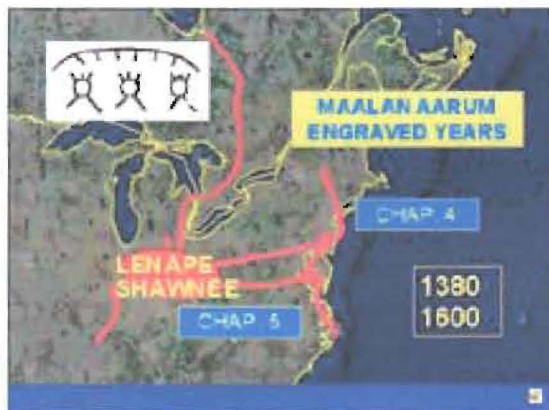 MAALAN AARUM
ENGRAVED YEARS
CHAP. 4
LENAPE
SHAWNEE
CHAP. 5
1380
1600